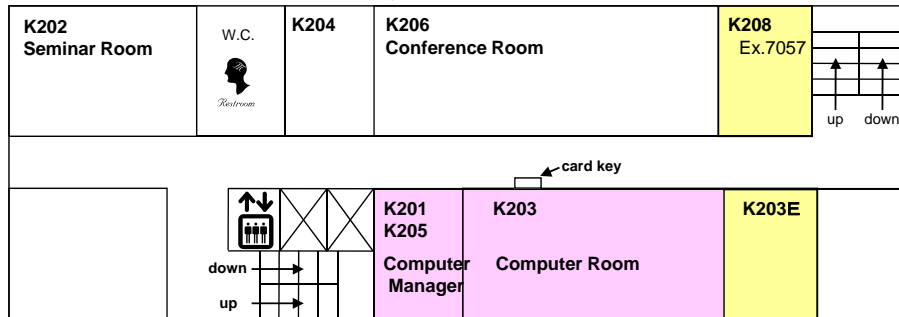 K202
Seminar Room
W.C.
Restroom
K204
K206
Conference Room
K208
Ex.7057
up down
card key
K201
K205
Computer
Manager
K203
Computer Room
K203E
down
up